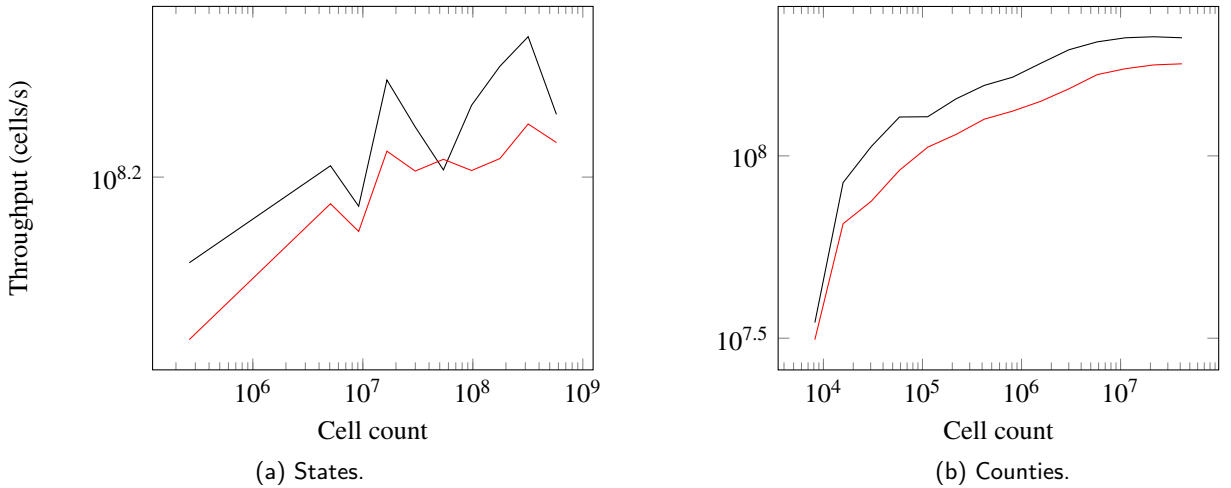 Throughput (cells/s)
10^8.2
10^6 10^7 10^8 10^9
Cell count
(a) States.
10^8
10^7.5
10^4 10^5 10^6 10^7
Cell count
(b) Counties.